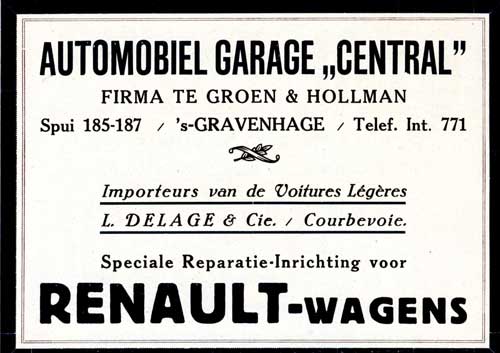 AUTOMOBIEL GARAGE „CENTRAL”
FIRMA TE GROEN & HOLLMAN
Spui 185-187 / 's-GRAVENHAGE / Telef. Int. 771
Importeurs van de Voitures Légères
L. DELAGE & Cie. / Courbevoie.
Speciale Reparatie-Inrichting voor
RENAULT-WAGENS